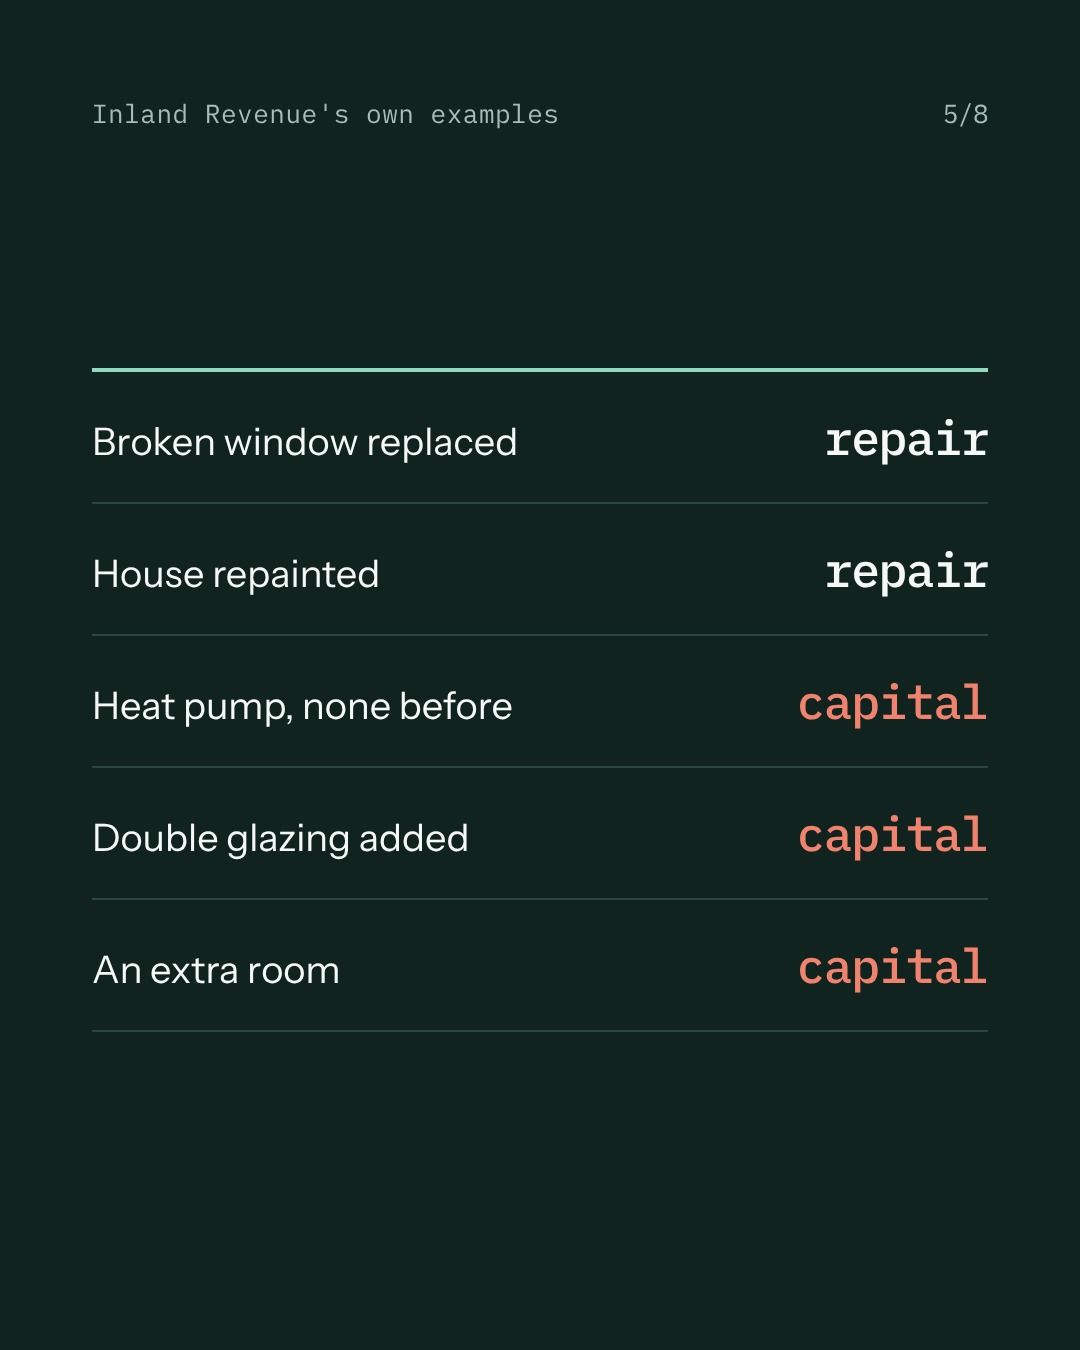 Inland Revenue's own examples 5/8
Broken window replaced repair
House repainted repair
Heat pump, none before capital
Double glazing added capital
An extra room capital